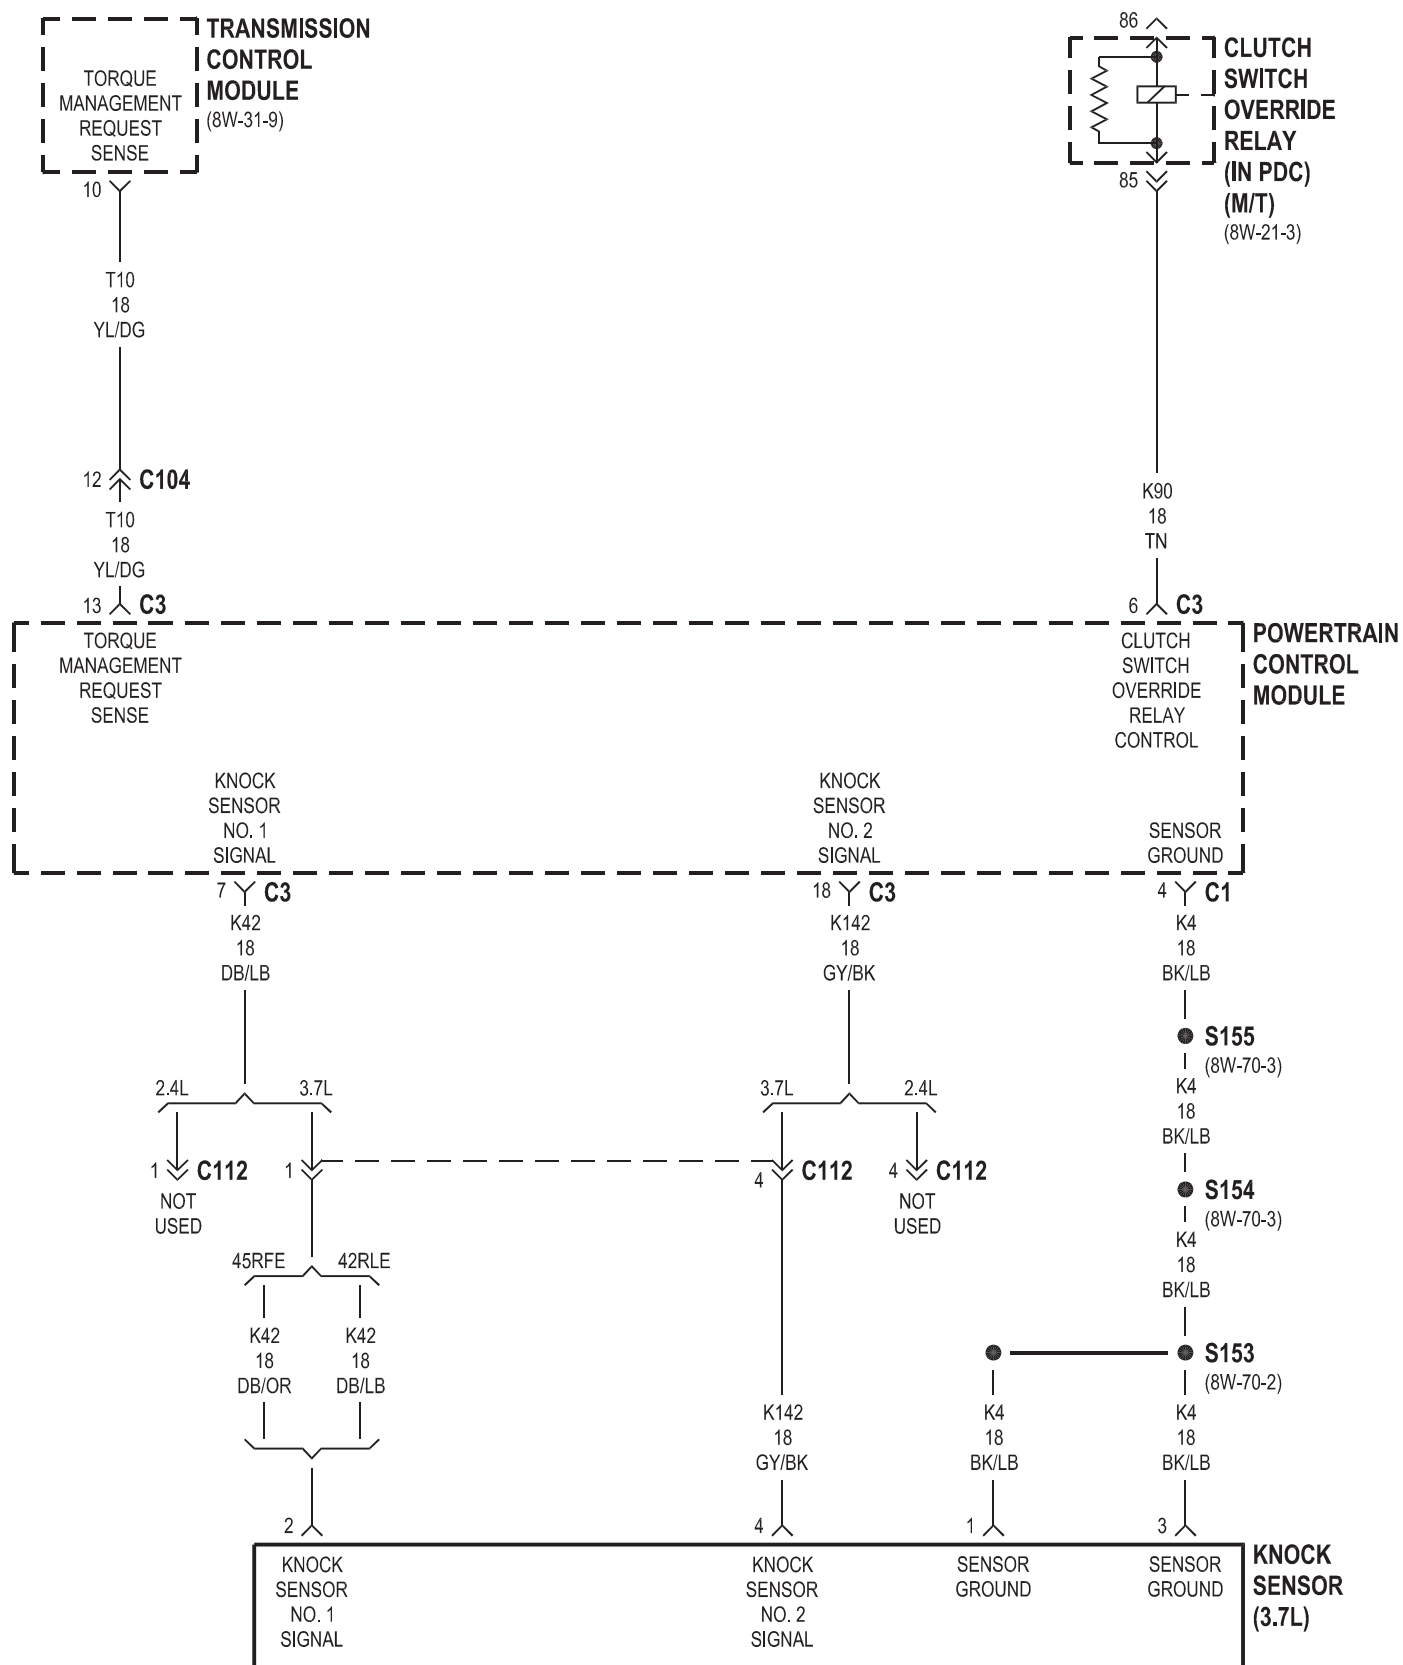 TRANSMISSION
CONTROL
MODULE
(8W-31-9)
TORQUE
MANAGEMENT
REQUEST
SENSE
10
T10
18
YL/DG
12 C104
T10
18
YL/DG
13 C3
86
CLUTCH
SWITCH
OVERRIDE
RELAY
(IN PDC)
(M/T)
(8W-21-3)
85
K90
18
TN
6 C3
POWERTRAIN
CONTROL
MODULE
TORQUE
MANAGEMENT
REQUEST
SENSE
CLUTCH
SWITCH
OVERRIDE
RELAY
CONTROL
KNOCK
SENSOR
NO. 1
SIGNAL
KNOCK
SENSOR
NO. 2
SIGNAL
SENSOR
GROUND
7 C3
K42
18
DB/LB
2.4L 3.7L
1 C112
NOT
USED
1
45RFE 42RLE
K42
18
DB/OR
K42
18
DB/LB
2
18 C3
K142
18
GY/BK
3.7L 2.4L
4 C112
4 C112
NOT
USED
K142
18
GY/BK
4
4 C1
K4
18
BK/LB
S155
(8W-70-3)
K4
18
BK/LB
S154
(8W-70-3)
K4
18
BK/LB
S153
(8W-70-2)
K4
18
BK/LB
1
K4
18
BK/LB
3
KNOCK
SENSOR
NO. 1
SIGNAL
KNOCK
SENSOR
NO. 2
SIGNAL
SENSOR
GROUND
SENSOR
GROUND
KNOCK
SENSOR
(3.7L)